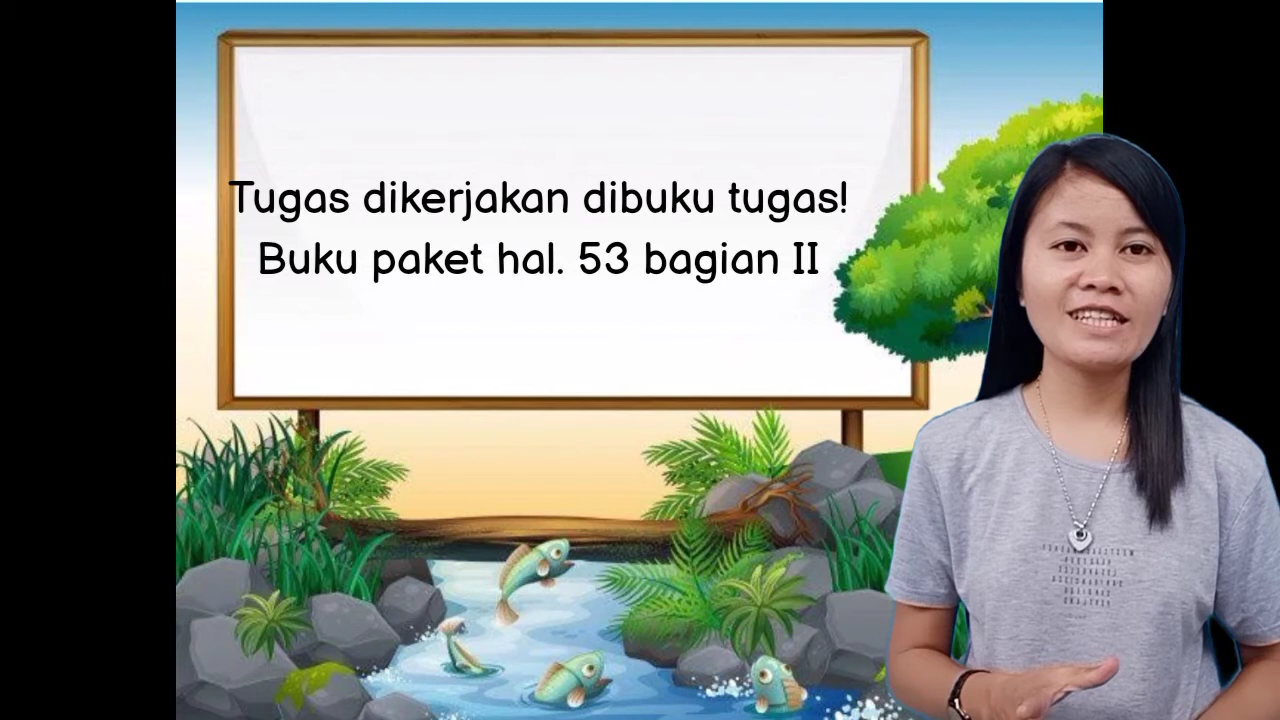 Tugas dikerjakan dibuku tugas!
Buku paket hal. 53 bagian II